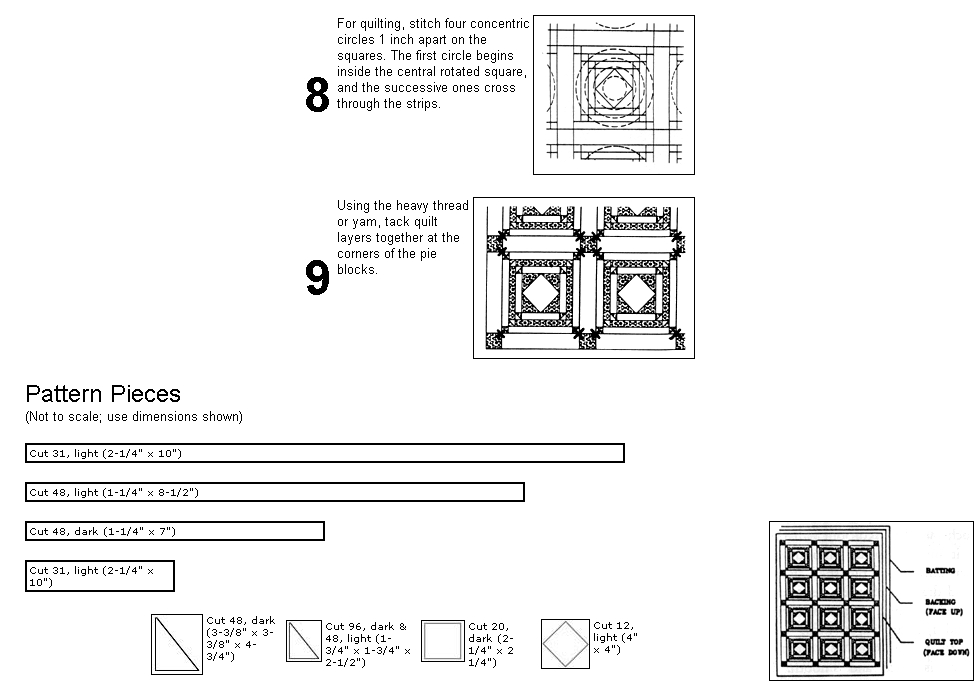 8
For quilting, stitch four concentric
circles 1 inch apart on the
squares. The first circle begins
inside the central rotated square,
and the successive ones cross
through the strips.
9
Using the heavy thread
or yam, tack quilt
layers together at the
corners of the pie
blocks.
Pattern Pieces
(Not to scale; use dimensions shown)
Cut 31, light (2-1/4" x 10")
Cut 48, light (1-1/4" x 8-1/2")
Cut 48, dark (1-1/4" x 7")
Cut 31, light (2-1/4" x
10")
Cut 48, dark
(3-3/8" x 3-
3/8" x 4-
3/4")
Cut 96, dark &
48, light (1-
3/4" x 1-3/4" x
2-1/2")
Cut 20,
dark (2-
1/4" x 2
1/4")
Cut 12,
light (4"
x 4")
BATTING
BACKING
(FACE UP)
QUILT TOP
(FACE DOWN)